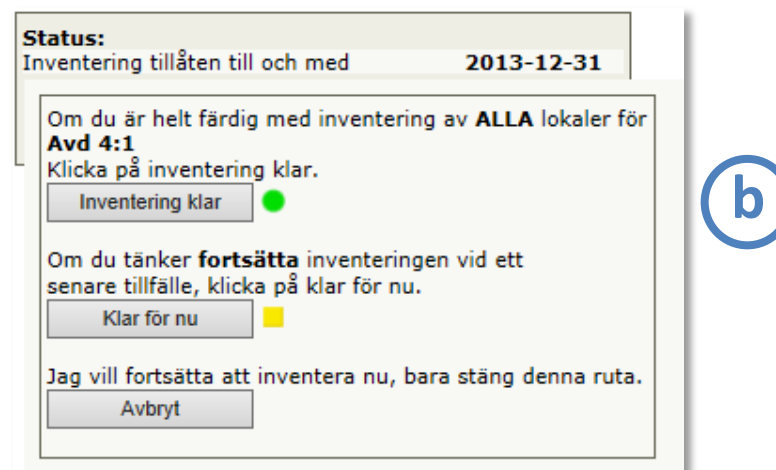 Status:
Inventering tillåten till och med 2013-12-31
Om du är helt färdig med inventering av ALLA lokaler för
Avd 4:1
Klicka på inventering klar.
Inventering klar
Om du tänker fortsätta inventeringen vid ett
senare tillfälle, klicka på klar för nu.
Klar för nu
Jag vill fortsätta att inventera nu, bara stäng denna ruta.
Avbryt
b